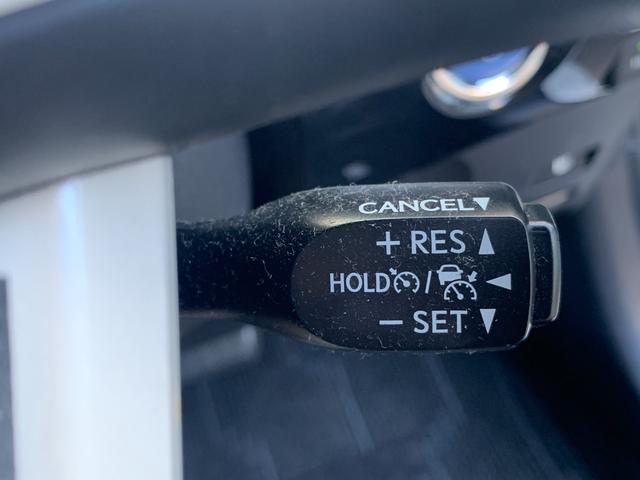 CANCEL▼
+ RES ▲
HOLD / ◀
− SET ▼